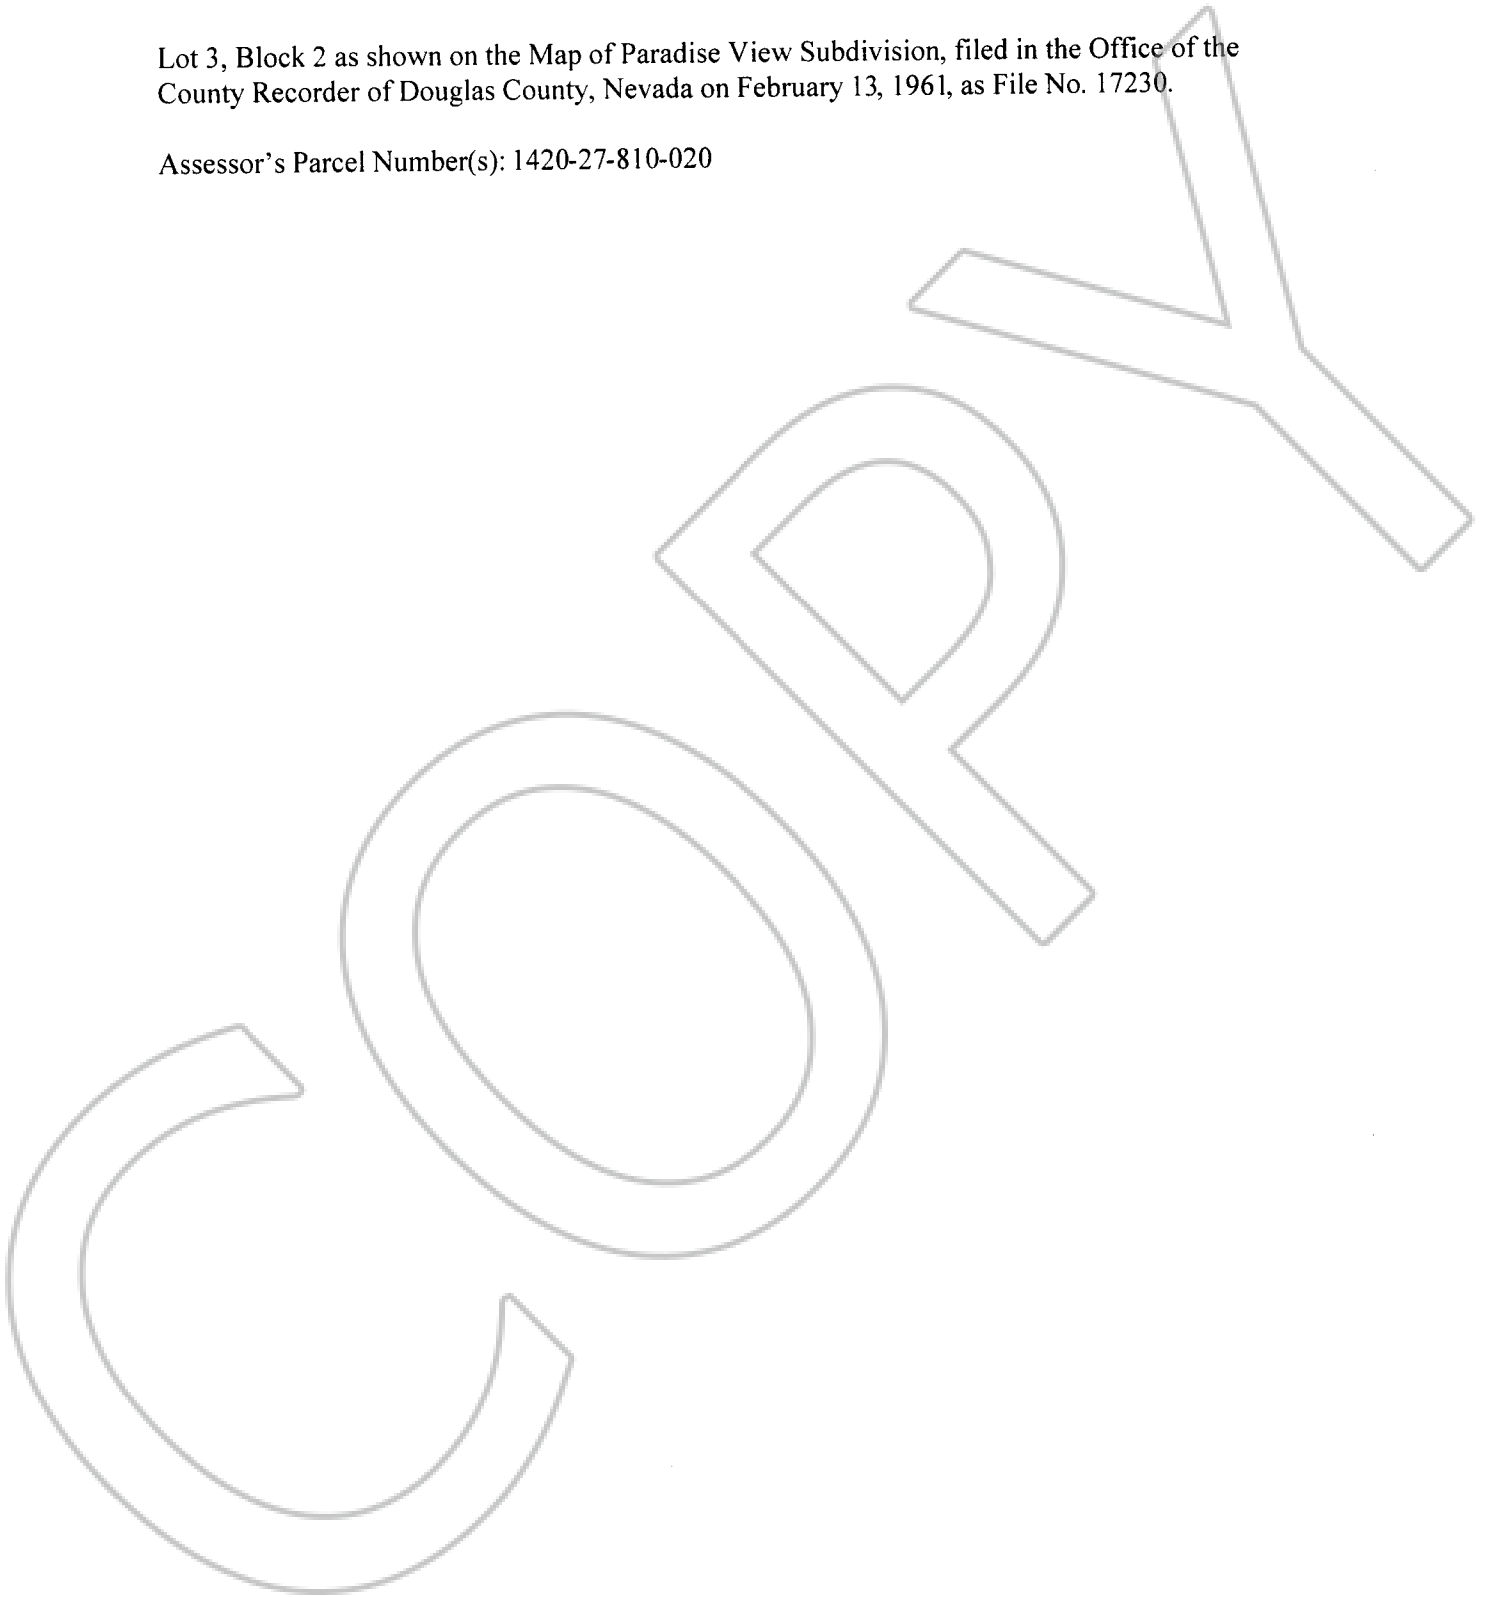 Lot 3, Block 2 as shown on the Map of Paradise View Subdivision, filed in the Office of the
County Recorder of Douglas County, Nevada on February 13, 1961, as File No. 17230.
Assessor's Parcel Number(s): 1420-27-810-020
COPY